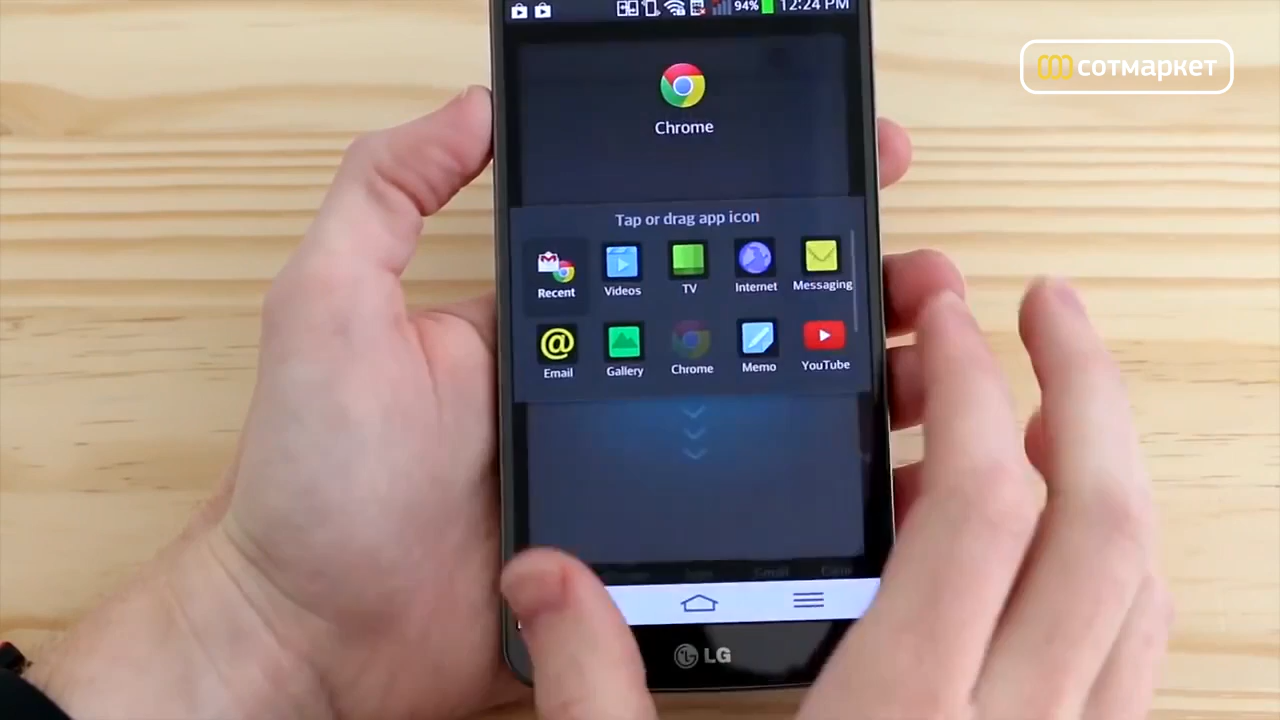 94% 12:24 PM
сотмаркет
Chrome
Tap or drag app icon
Recent Videos TV Internet Messaging
@
Email Gallery Chrome Memo YouTube
LG